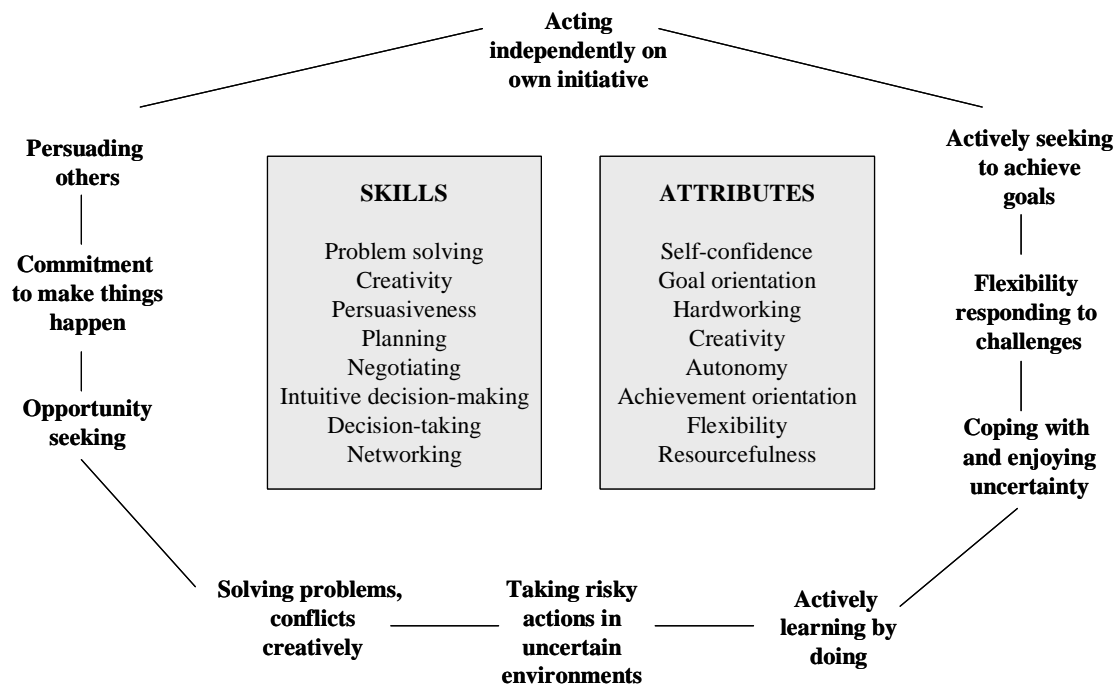 Acting
independently on
own initiative
Persuading
others
Actively seeking
to achieve
goals
SKILLS
Problem solving
Creativity
Persuasiveness
Planning
Negotiating
Intuitive decision-making
Decision-taking
Networking
ATTRIBUTES
Self-confidence
Goal orientation
Hardworking
Creativity
Autonomy
Achievement orientation
Flexibility
Resourcefulness
Commitment
to make things
happen
Flexibility
responding to
challenges
Opportunity
seeking
Coping with
and enjoying
uncertainty
Solving problems,
conflicts
creatively
Taking risky
actions in
uncertain
environments
Actively
learning by
doing